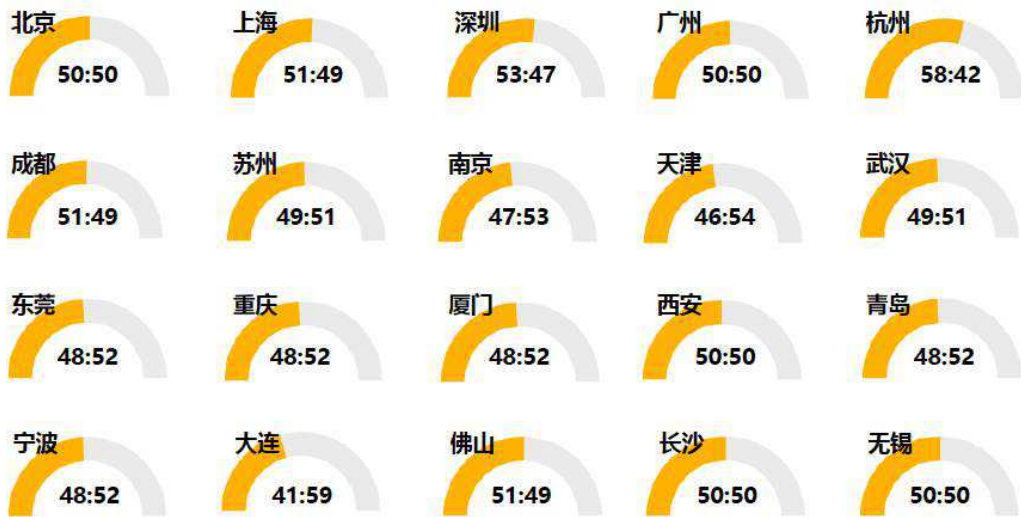 北京 上海 深圳 广州 杭州
50:50 51:49 53:47 50:50 58:42
成都 苏州 南京 天津 武汉
51:49 49:51 47:53 46:54 49:51
东莞 重庆 厦门 西安 青岛
48:52 48:52 48:52 50:50 48:52
宁波 大连 佛山 长沙 无锡
48:52 41:59 51:49 50:50 50:50